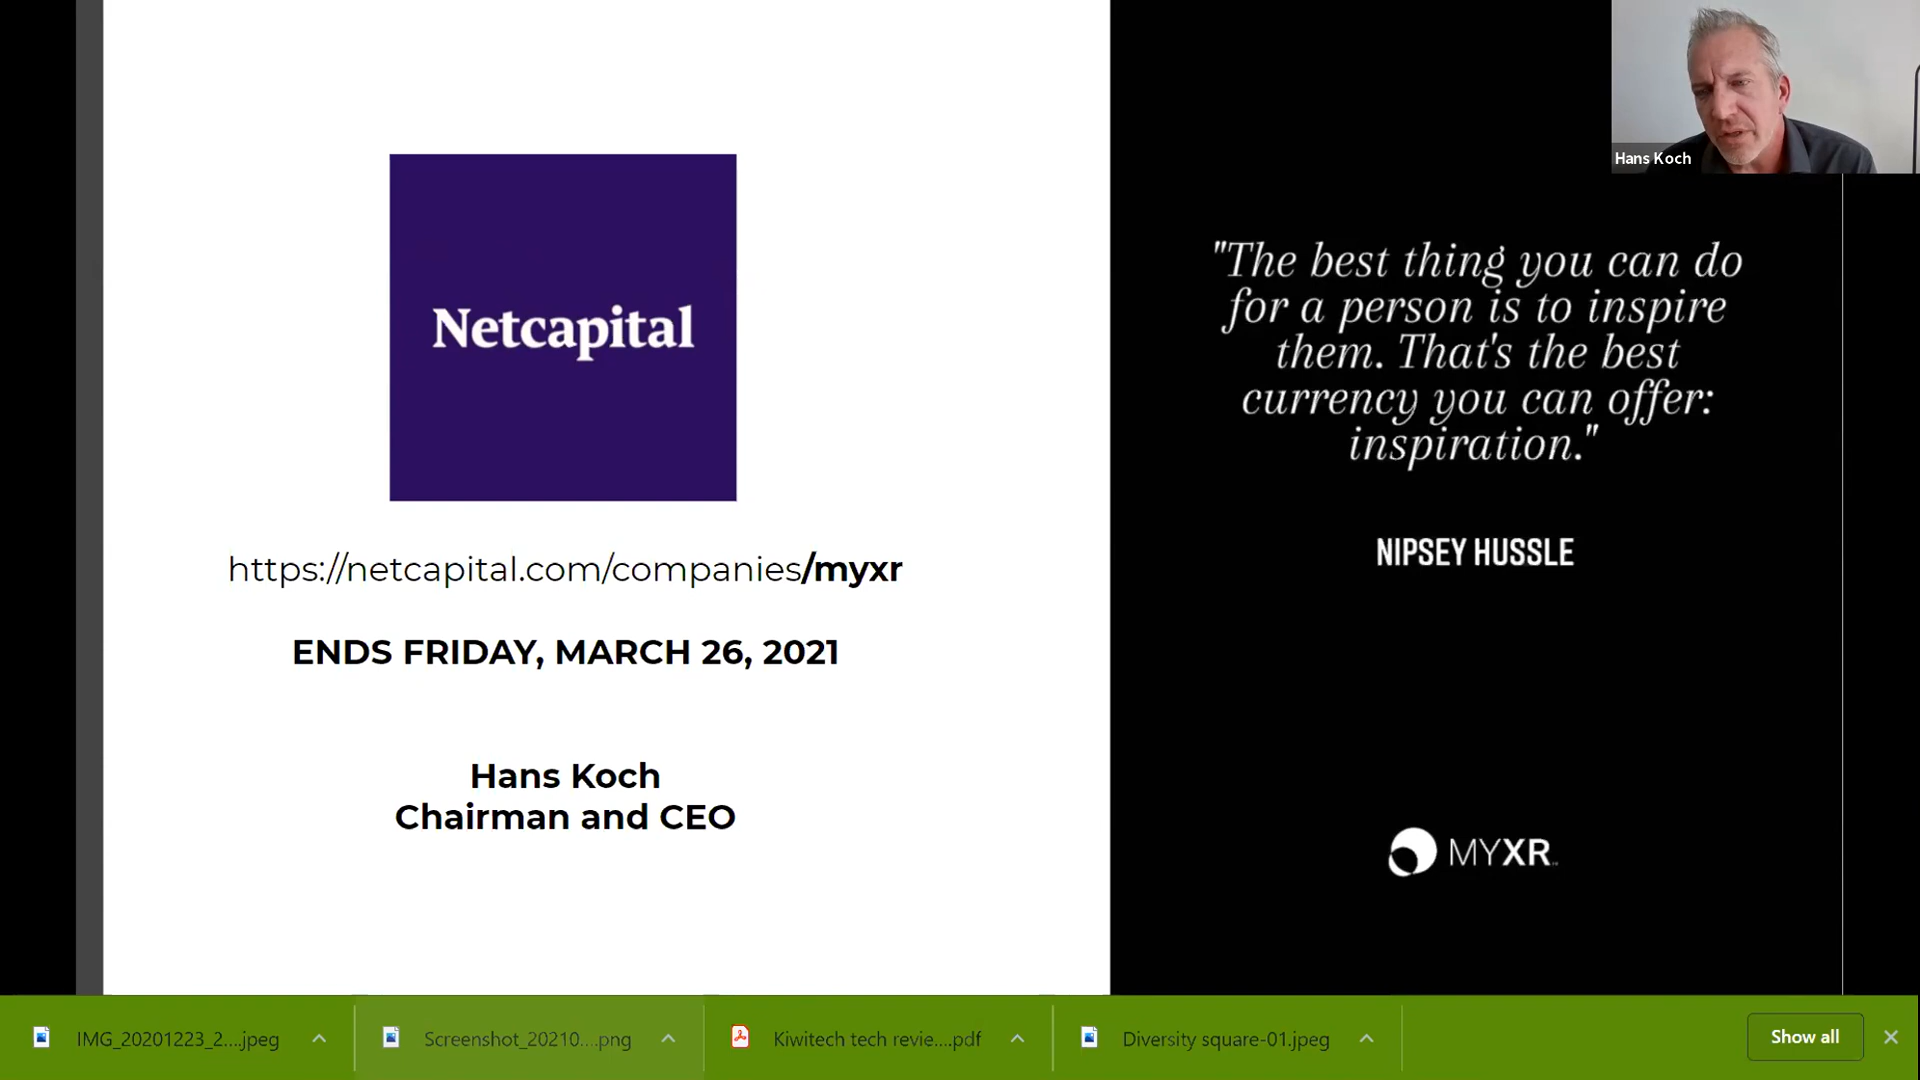 Netcapital
https://netcapital.com/companies/myxr
ENDS FRIDAY, MARCH 26, 2021
Hans Koch
Chairman and CEO
Hans Koch
"The best thing you can do
for a person is to inspire
them. That's the best
currency you can offer:
inspiration."
NIPSEY HUSSLE
MYXR
IMG_20201223_2....jpeg
Screenshot_20210....png
Kiwitech tech revie....pdf
Diversity square-01.jpeg
Show all